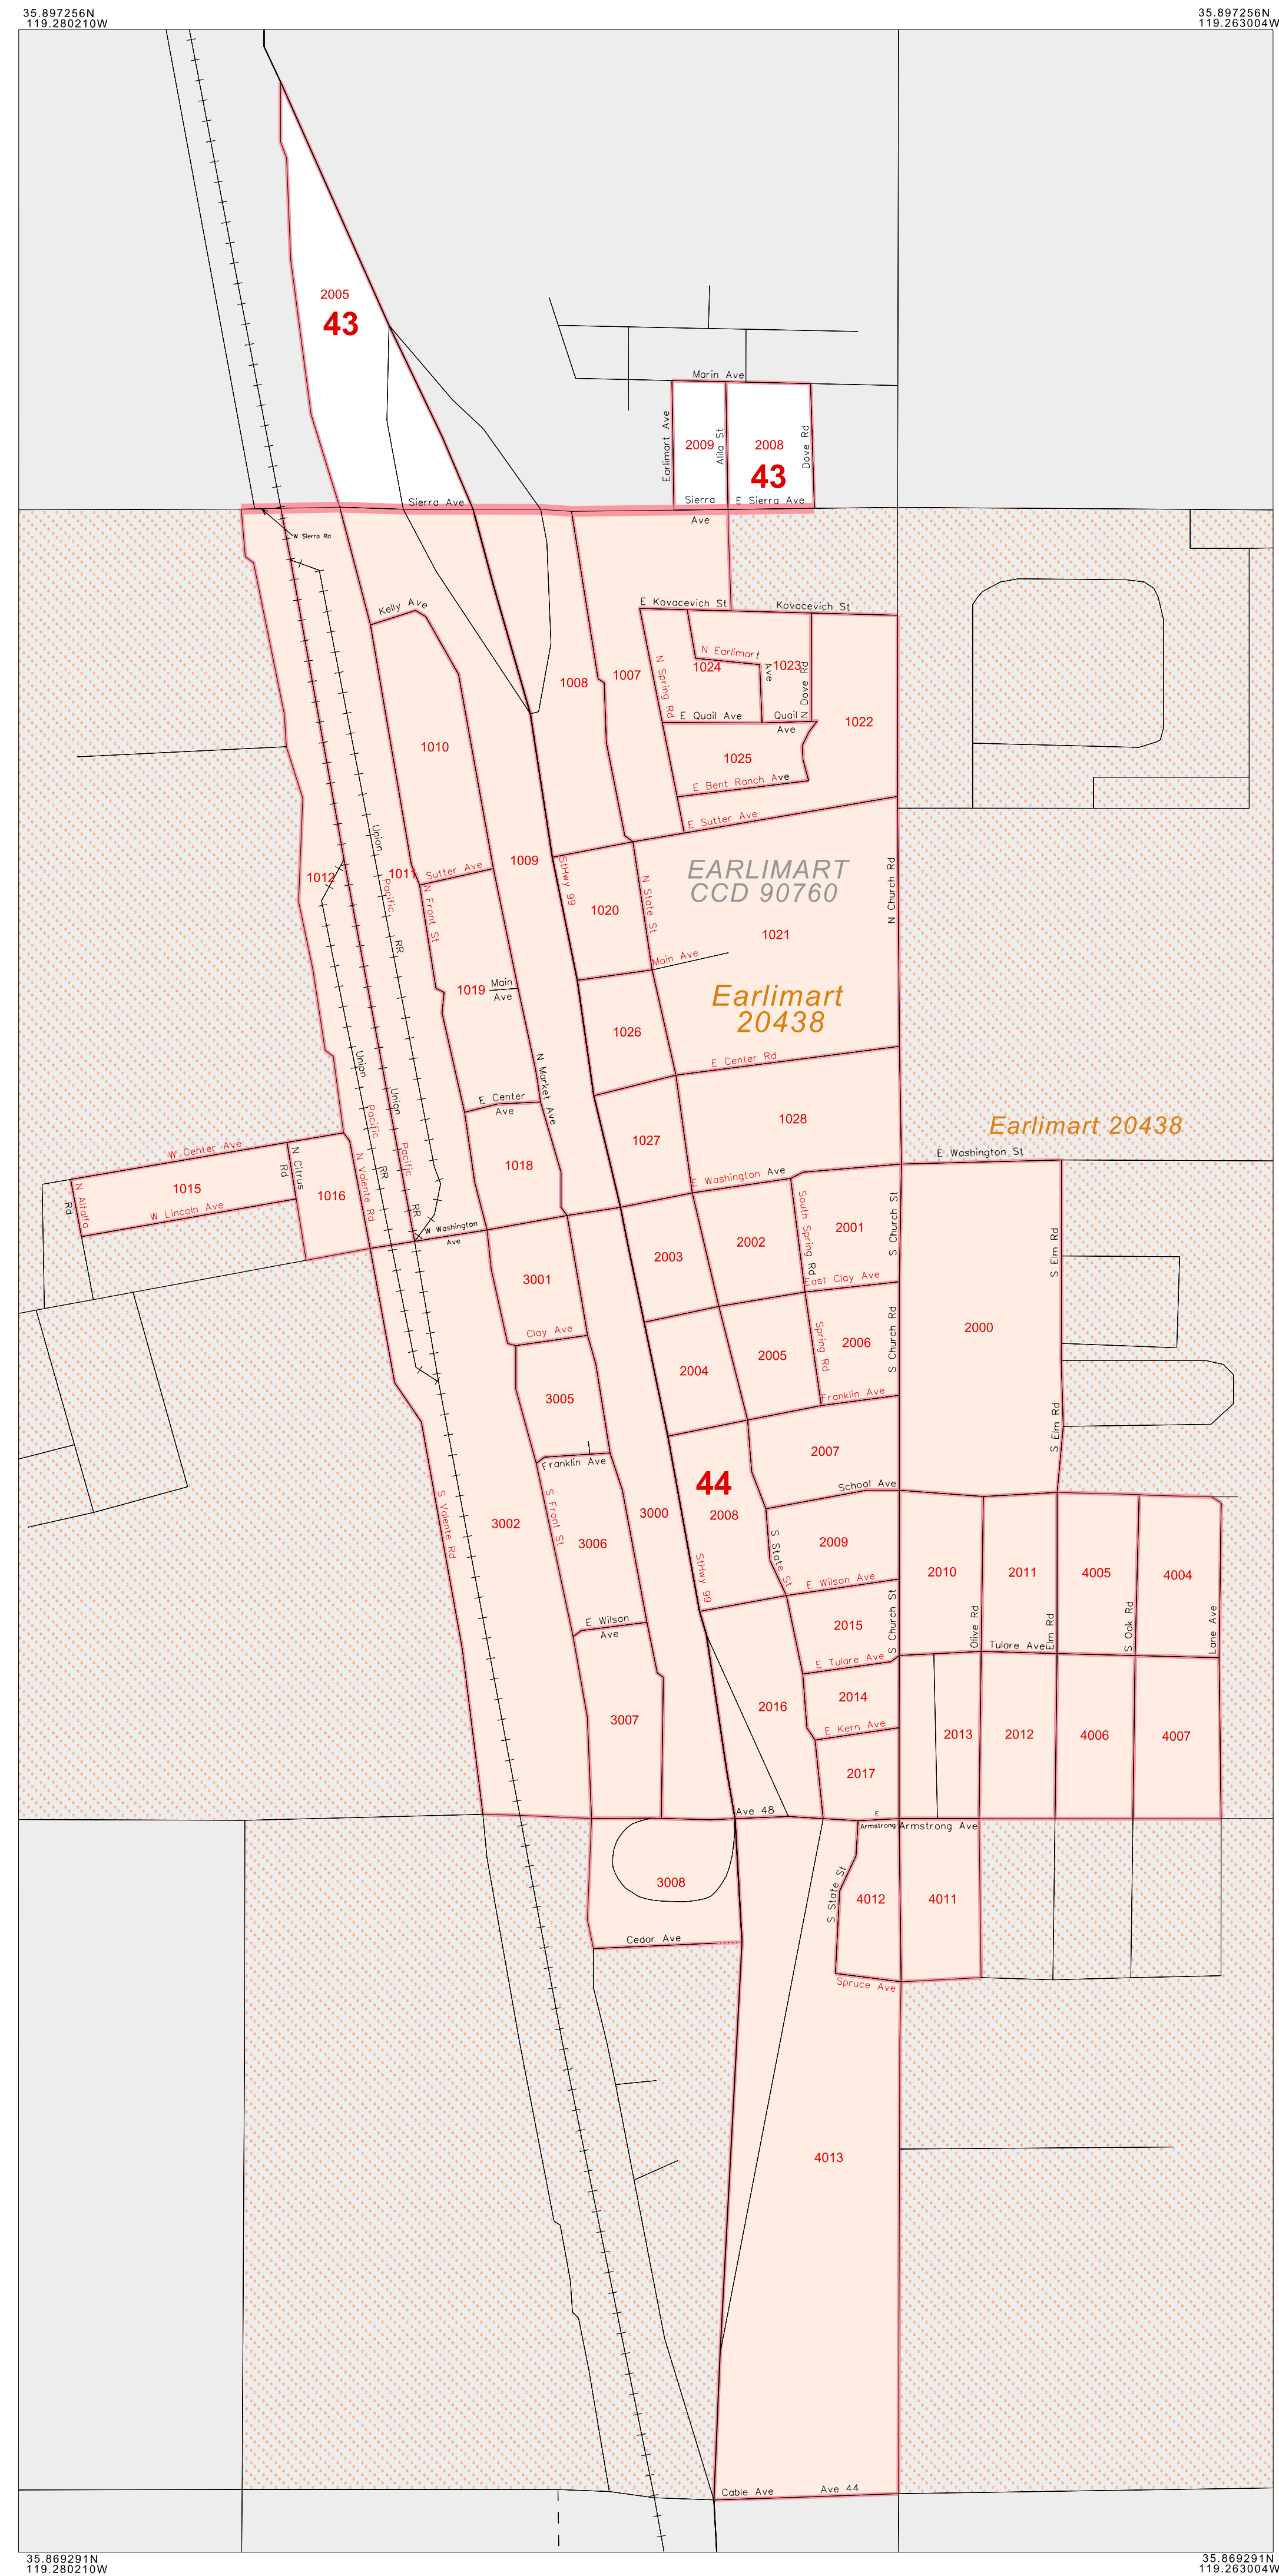 35.897256N
119.280210W
35.897256N
119.263004W
2005
43
Marin Ave
Earlimart Ave
2009
Alila St
2008
43
Dove Rd
Sierra Ave
Sierra
Ave
E Sierra Ave
W Sierra Rd
Kelly Ave
E Kovacevich St
Kovacevich St
N Earlimart
Ave
1024
1023
N Spring Rd
N Dove Rd
1008
1007
E Quail Ave
Quail
Ave
1022
1010
1025
E Bent Ranch Ave
E Sutter Ave
Union
Pacific
RR
1012
1011
Sutter Ave
N Front St
1009
StHwy 99
EARLIMART
CCD 90760
N Church Rd
1020
N State St
1021
Main Ave
1019
Main
Ave
Earlimart
20438
1026
E Center Rd
Union
Pacific
RR
Union
Pacific
RR
N Market Ave
E Center
Ave
1028
Earlimart 20438
1027
E Washington St
W Center Ave
N Citrus
Rd
1018
E Washington Ave
1015
1016
N Alfalfa
Rd
W Lincoln Ave
N Valente Rd
W Washington
Ave
South Spring Rd
2001
S Church St
2002
2003
S Elm Rd
3001
East Clay Ave
2000
Clay Ave
Spring Rd
2006
S Church Rd
2005
2004
3005
Franklin Ave
S Elm Rd
Franklin Ave
2007
44
School Ave
S Valente Rd
3002
S Front St
3000
2008
3006
S State St
2009
StHwy 99
E Wilson Ave
2010
2011
4005
4004
Olive Rd
Elm Rd
S Oak Rd
Lane Ave
E Wilson
Ave
2015
S Church St
Tulare Ave
E Tulare Ave
2014
2016
3007
E Kern Ave
2013
2012
4006
4007
2017
Ave 48
E
Armstrong
Armstrong Ave
3008
S State St
4012
4011
Cedar Ave
Spruce Ave
4013
Cable Ave
Ave 44
35.869291N
119.280210W
35.869291N
119.263004W